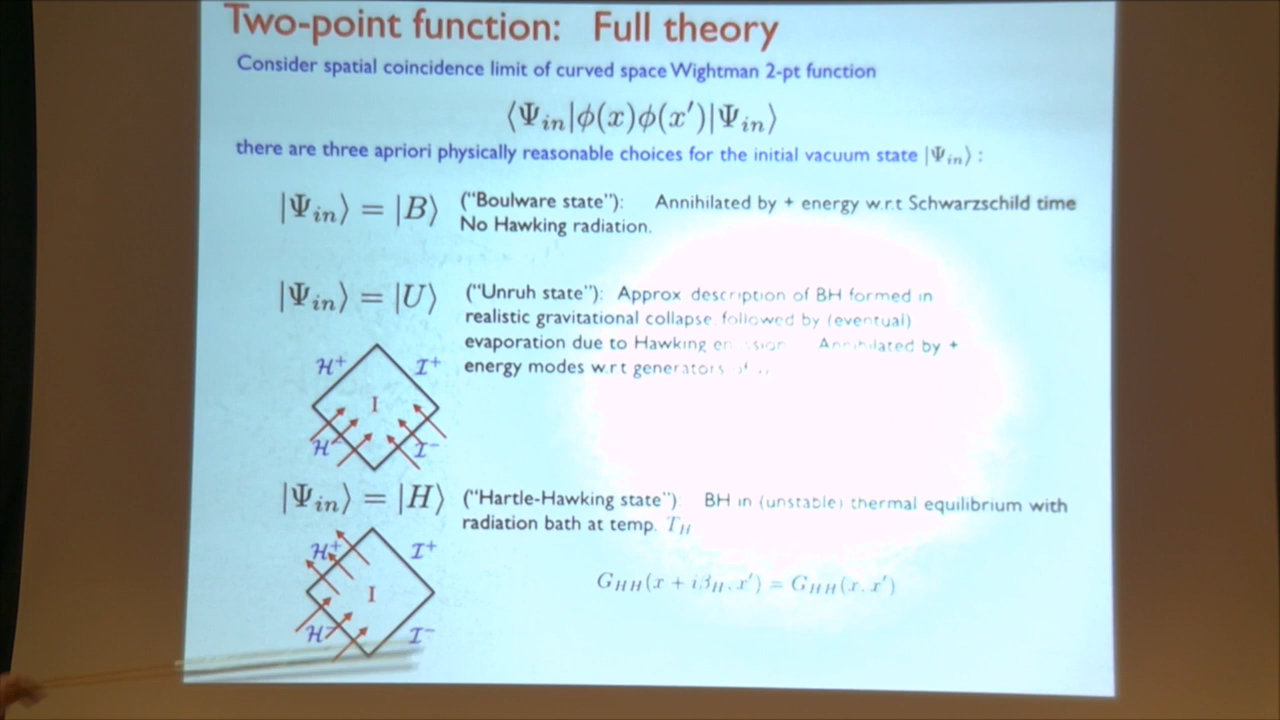 Two-point function: Full theory
Consider spatial coincidence limit of curved space Wightman 2-pt function
⟨Ψ_in|ϕ(x)ϕ(x′)|Ψ_in⟩
there are three apriori physically reasonable choices for the initial vacuum state |Ψ_in⟩ :
|Ψ_in⟩ = |B⟩ ("Boulware state"): Annihilated by + energy w.r.t Schwarzschild time
No Hawking radiation.
|Ψ_in⟩ = |U⟩ ("Unruh state"): Approx description of BH formed in
realistic gravitational collapse followed by (eventual)
evaporation due to Hawking Annihilated by +
energy modes w.r.t generators of
H⁺ I⁺
I
H⁻ I⁻
|Ψ_in⟩ = |H⟩ ("Hartle-Hawking state"): BH in (unstable) thermal equilibrium with
radiation bath at temp. T_H
H⁺ I⁺
I
H⁻ I⁻
G_HH(x + iβ_H, x′) = G_HH(x, x′)